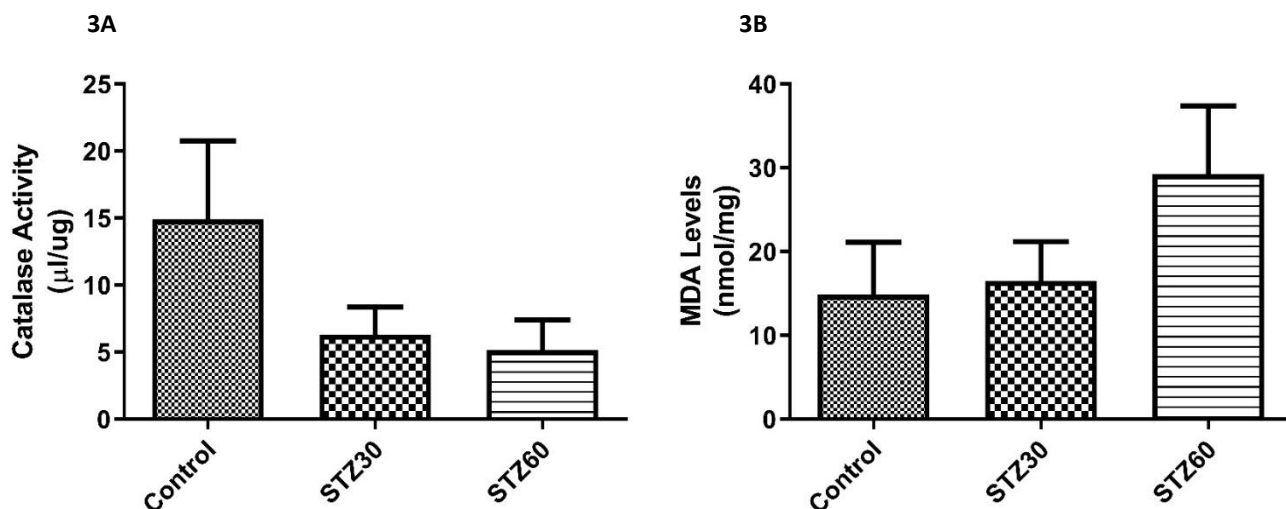 3A
3B
25
20
15
10
5
0
Catalase Activity
(µl/ug)
Control
STZ30
STZ60
40
30
20
10
0
MDA Levels
(nmol/mg)
Control
STZ30
STZ60